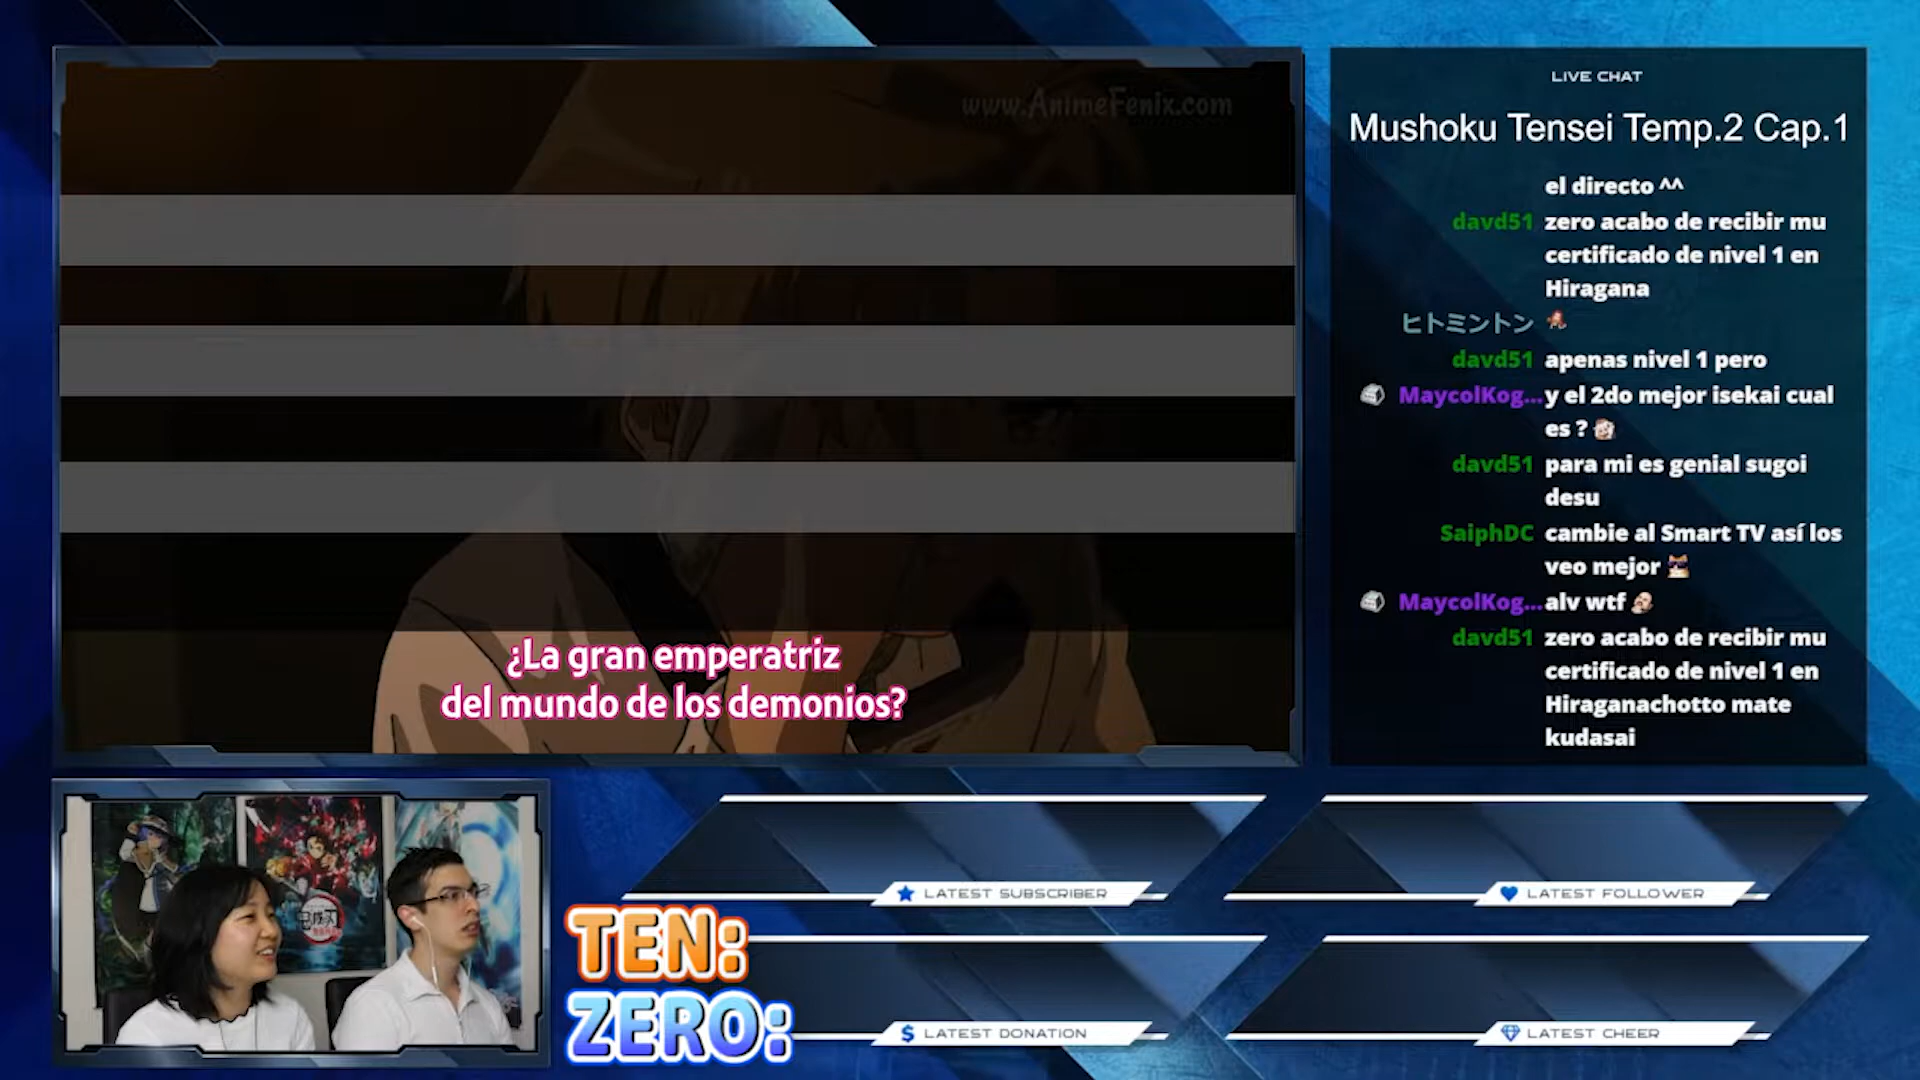 www.AnimeFenix.com
¿La gran emperatriz
del mundo de los demonios?
LIVE CHAT
Mushoku Tensei Temp.2 Cap.1
el directo ^^
davd51 zero acabo de recibir mu
certificado de nivel 1 en
Hiragana
ヒトミントン
davd51 apenas nivel 1 pero
MaycolKog... y el 2do mejor isekai cual
es ?
davd51 para mi es genial sugoi
desu
SaiphDC cambie al Smart TV así los
veo mejor
MaycolKog... alv wtf
davd51 zero acabo de recibir mu
certificado de nivel 1 en
Hiraganachotto mate
kudasai
TEN:
ZERO:
LATEST SUBSCRIBER
LATEST FOLLOWER
LATEST DONATION
LATEST CHEER